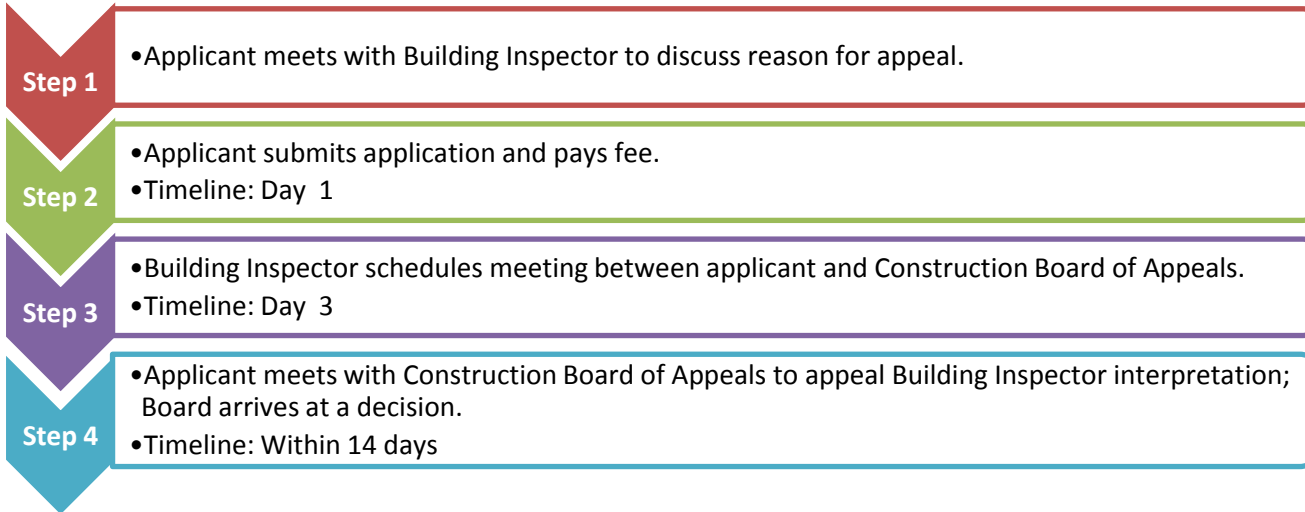 Step 1
•Applicant meets with Building Inspector to discuss reason for appeal.
Step 2
•Applicant submits application and pays fee.
•Timeline: Day 1
Step 3
•Building Inspector schedules meeting between applicant and Construction Board of Appeals.
•Timeline: Day 3
Step 4
•Applicant meets with Construction Board of Appeals to appeal Building Inspector interpretation;
Board arrives at a decision.
•Timeline: Within 14 days